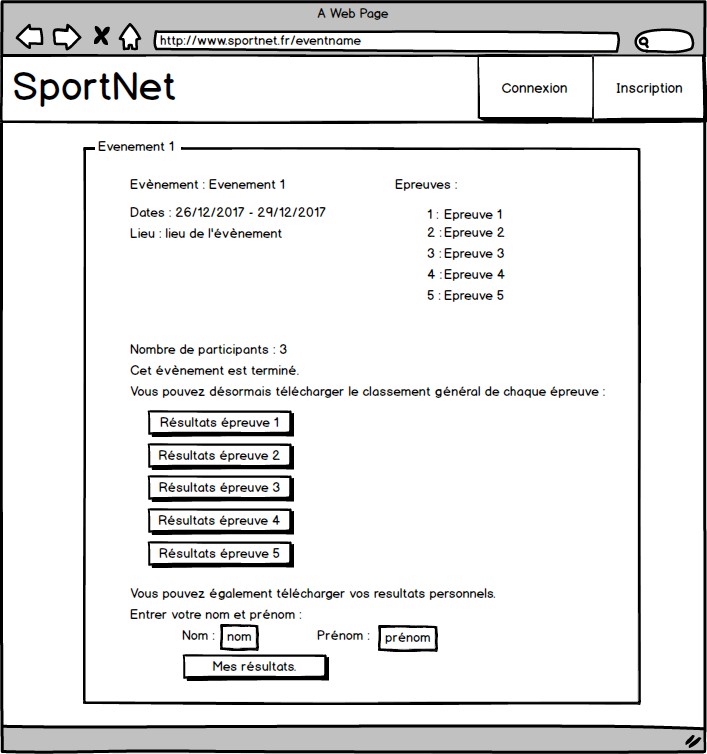 A Web Page
http://www.sportnet.fr/eventname
SportNet
Connexion
Inscription
Evenement 1
Evènement : Evenement 1
Dates : 26/12/2017 - 29/12/2017
Lieu : lieu de l'évènement
Epreuves :
1 : Epreuve 1
2 : Epreuve 2
3 : Epreuve 3
4 : Epreuve 4
5 : Epreuve 5
Nombre de participants : 3
Cet évènement est terminé.
Vous pouvez désormais télécharger le classement général de chaque épreuve :
Résultats épreuve 1
Résultats épreuve 2
Résultats épreuve 3
Résultats épreuve 4
Résultats épreuve 5
Vous pouvez également télécharger vos resultats personnels.
Entrer votre nom et prénom :
Nom : nom
Prénom : prénom
Mes résultats.